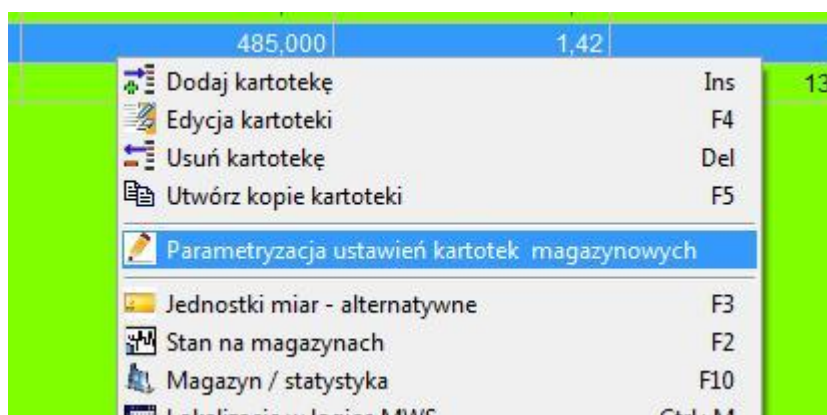 485,000 1,42
Dodaj kartotekę Ins
13
Edycja kartoteki F4
Usuń kartotekę Del
Utwórz kopie kartoteki F5
Parametryzacja ustawień kartotek magazynowych
Jednostki miar - alternatywne F3
Stan na magazynach F2
Magazyn / statystyka F10